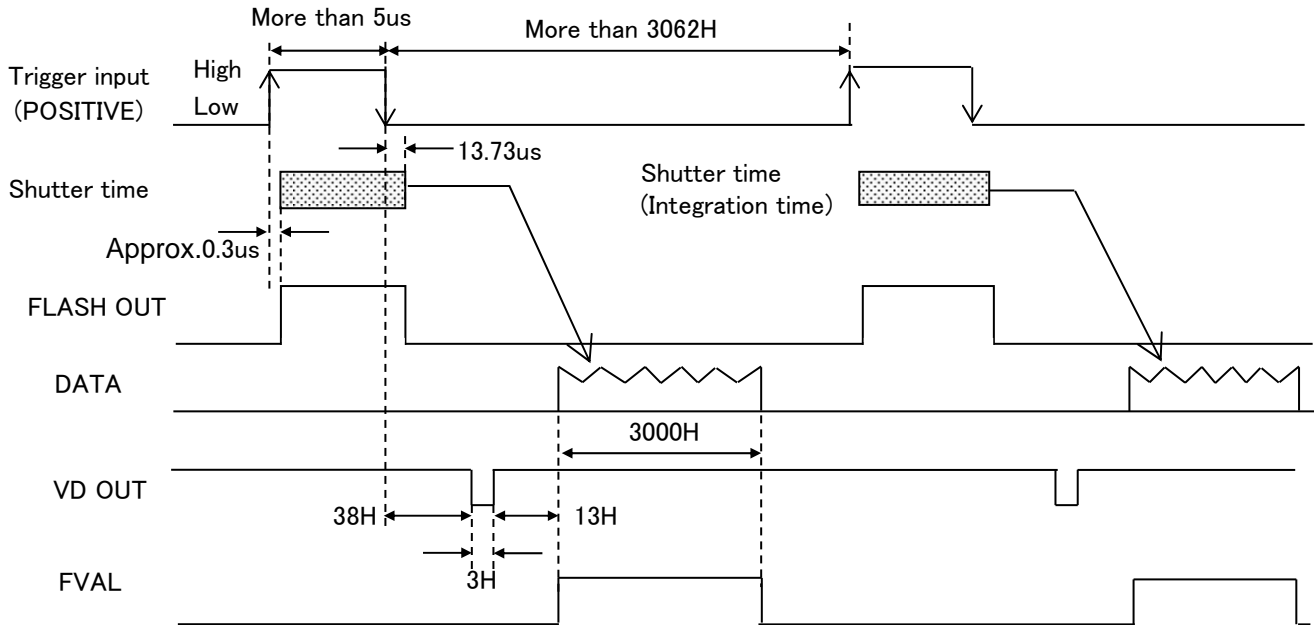 More than 5us
More than 3062H
Trigger input
(POSITIVE)
High
Low
13.73us
Shutter time
Shutter time
(Integration time)
Approx.0.3us
FLASH OUT
DATA
3000H
VD OUT
38H
13H
3H
FVAL